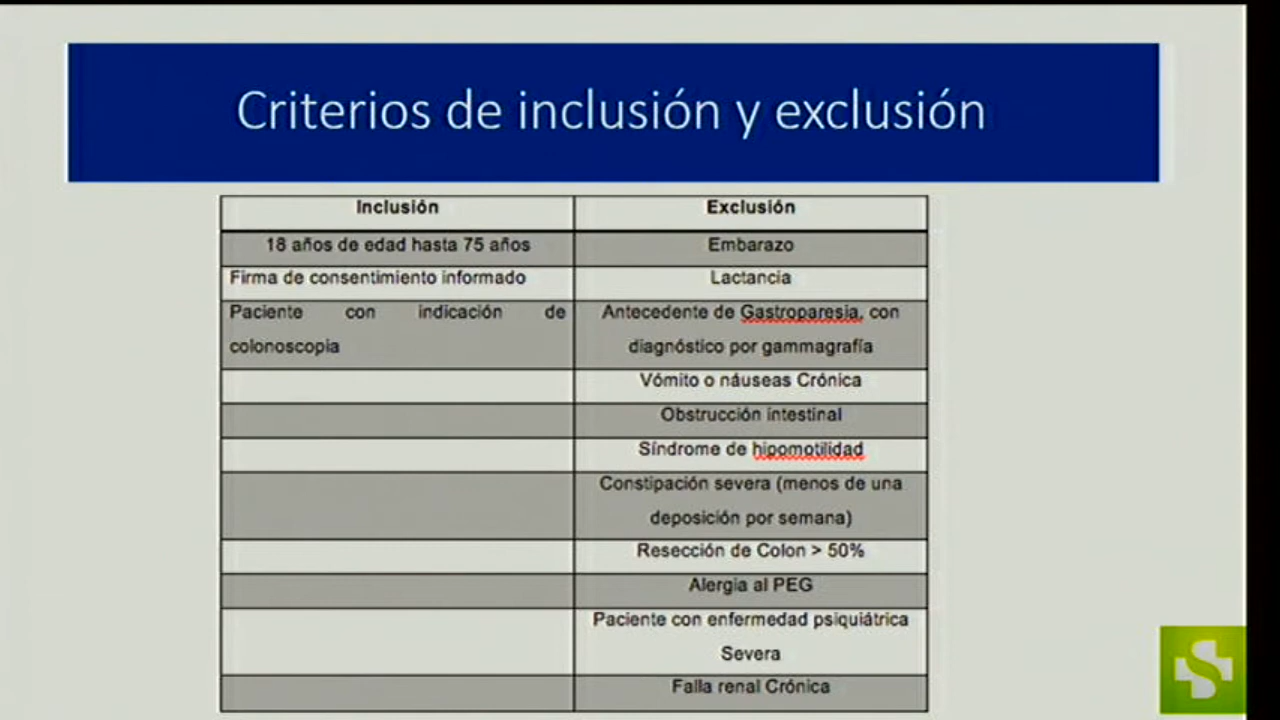 Criterios de inclusión y exclusión
Inclusión
Exclusión
18 años de edad hasta 75 años
Embarazo
Firma de consentimiento informado
Lactancia
Paciente con indicación de
colonoscopia
Antecedente de Gastroparesia, con
diagnóstico por gammagrafía
Vómito o náuseas Crónica
Obstrucción intestinal
Síndrome de hipomotilidad
Constipación severa (menos de una
deposición por semana)
Resección de Colon > 50%
Alergia al PEG
Paciente con enfermedad psiquiátrica
Severa
Falla renal Crónica
S